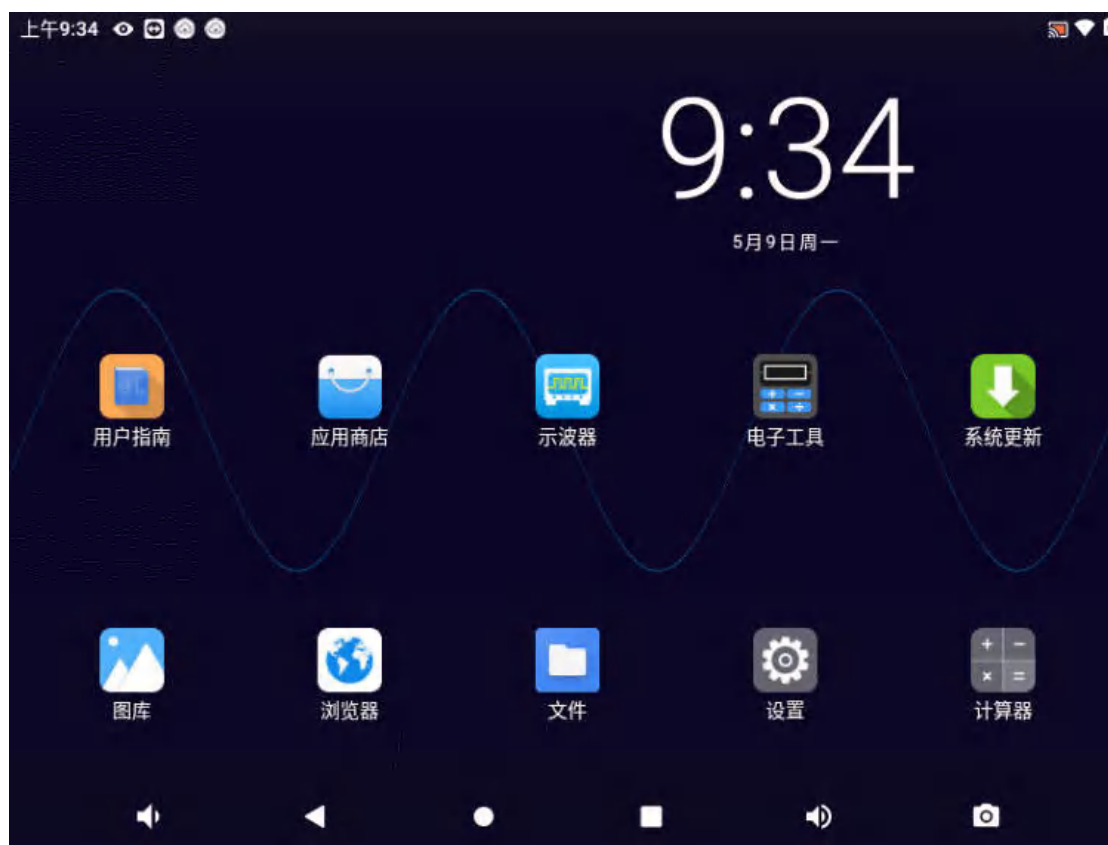 上午9:34
9:34
5月9日周一
用户指南
应用商店
示波器
电子工具
系统更新
图库
浏览器
文件
设置
计算器